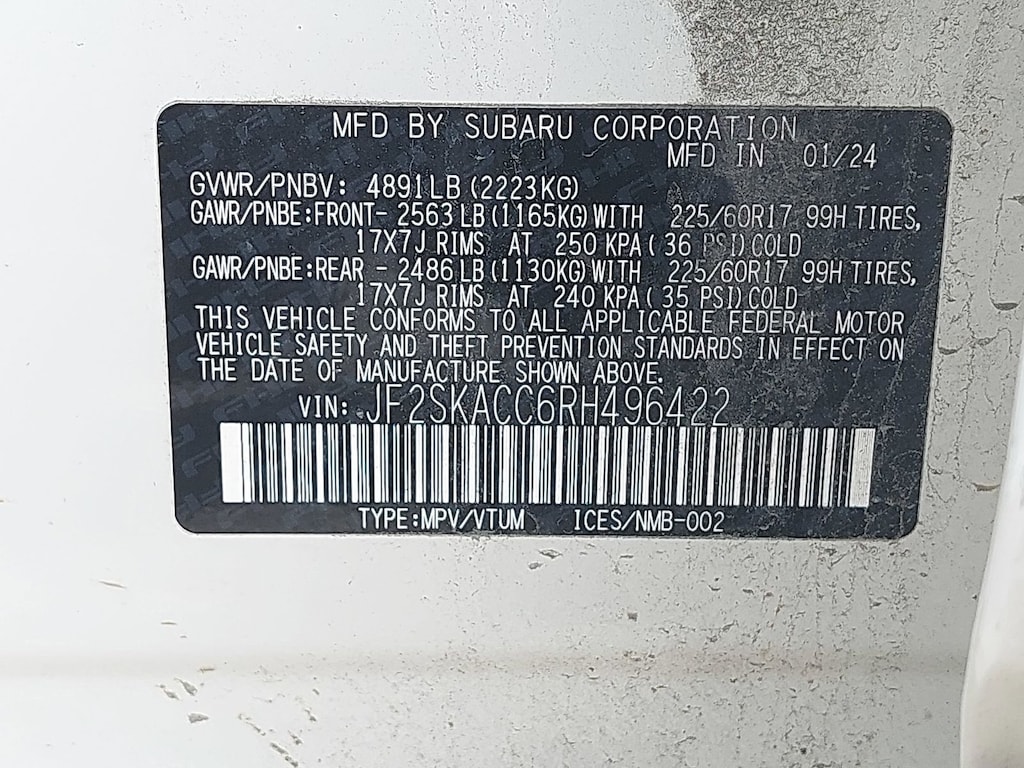 MFD BY SUBARU CORPORATION
MFD IN 01/24
GVWR/PNBV: 4891LB(2223KG)
GAWR/PNBE:FRONT- 2563LB(1165KG)WITH 225/60R17 99H TIRES,
17X7J RIMS AT 250 KPA( 36 PSI)COLD
GAWR/PNBE:REAR - 2486LB(1130KG)WITH 225/60R17 99H TIRES,
17X7J RIMS AT 240 KPA( 35 PSI)COLD
THIS VEHICLE CONFORMS TO ALL APPLICABLE FEDERAL MOTOR
VEHICLE SAFETY AND THEFT PREVENTION STANDARDS IN EFFECT ON
THE DATE OF MANUFACTURE SHOWN ABOVE.
VIN: JF2SKACC6RH496422
TYPE:MPV/VTUM ICES/NMB-002